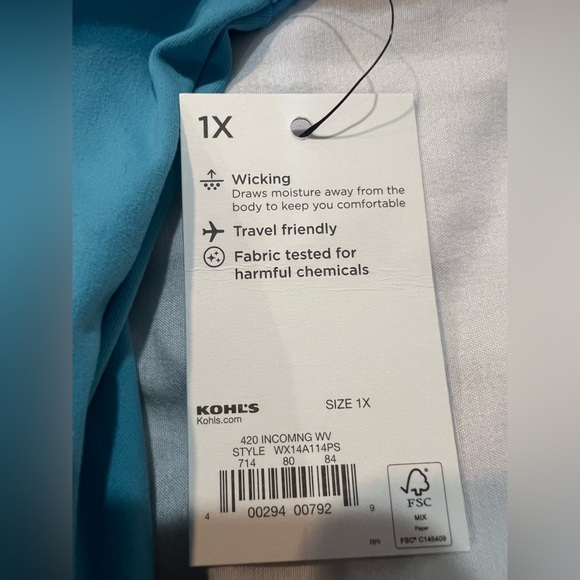 1X
Wicking
Draws moisture away from the
body to keep you comfortable
Travel friendly
Fabric tested for
harmful chemicals
KOHL'S
Kohls.com
SIZE 1X
420 INCOMNG WV
STYLE WX14A114PS
714 80 84
4 00294 00792 9
RPI
FSC
MIX
Paper
FSC® C145409